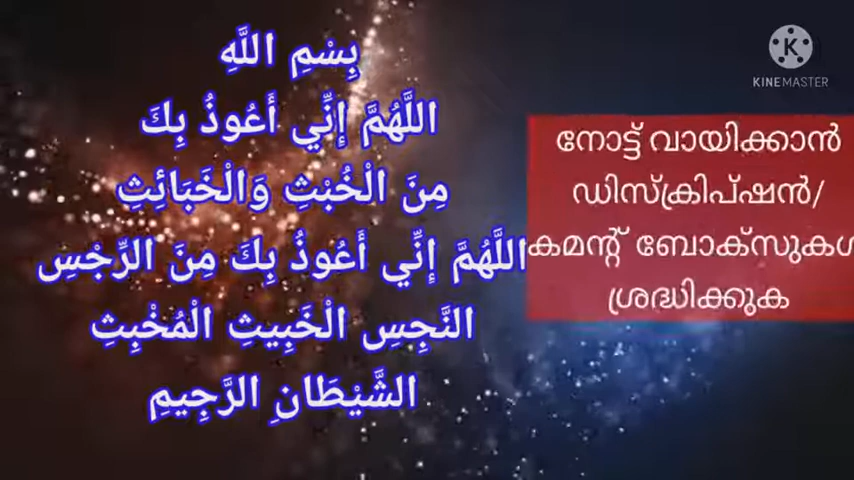 بِسْمِ اللَّهِ
اللَّهُمَّ إِنِّي أَعُوذُ بِكَ
مِنَ الْخُبْثِ وَالْخَبَائِثِ
اللَّهُمَّ إِنِّي أَعُوذُ بِكَ مِنَ الرِّجْسِ
النَّجِسِ الْخَبِيثِ الْمُخْبِثِ
الشَّيْطَانِ الرَّجِيمِ
KINEMASTER
നോട്ട് വായിക്കാൻ
ഡിസ്ക്രിപ്ഷൻ/
കമന്റ് ബോക്സുകൾ
ശ്രദ്ധിക്കുക